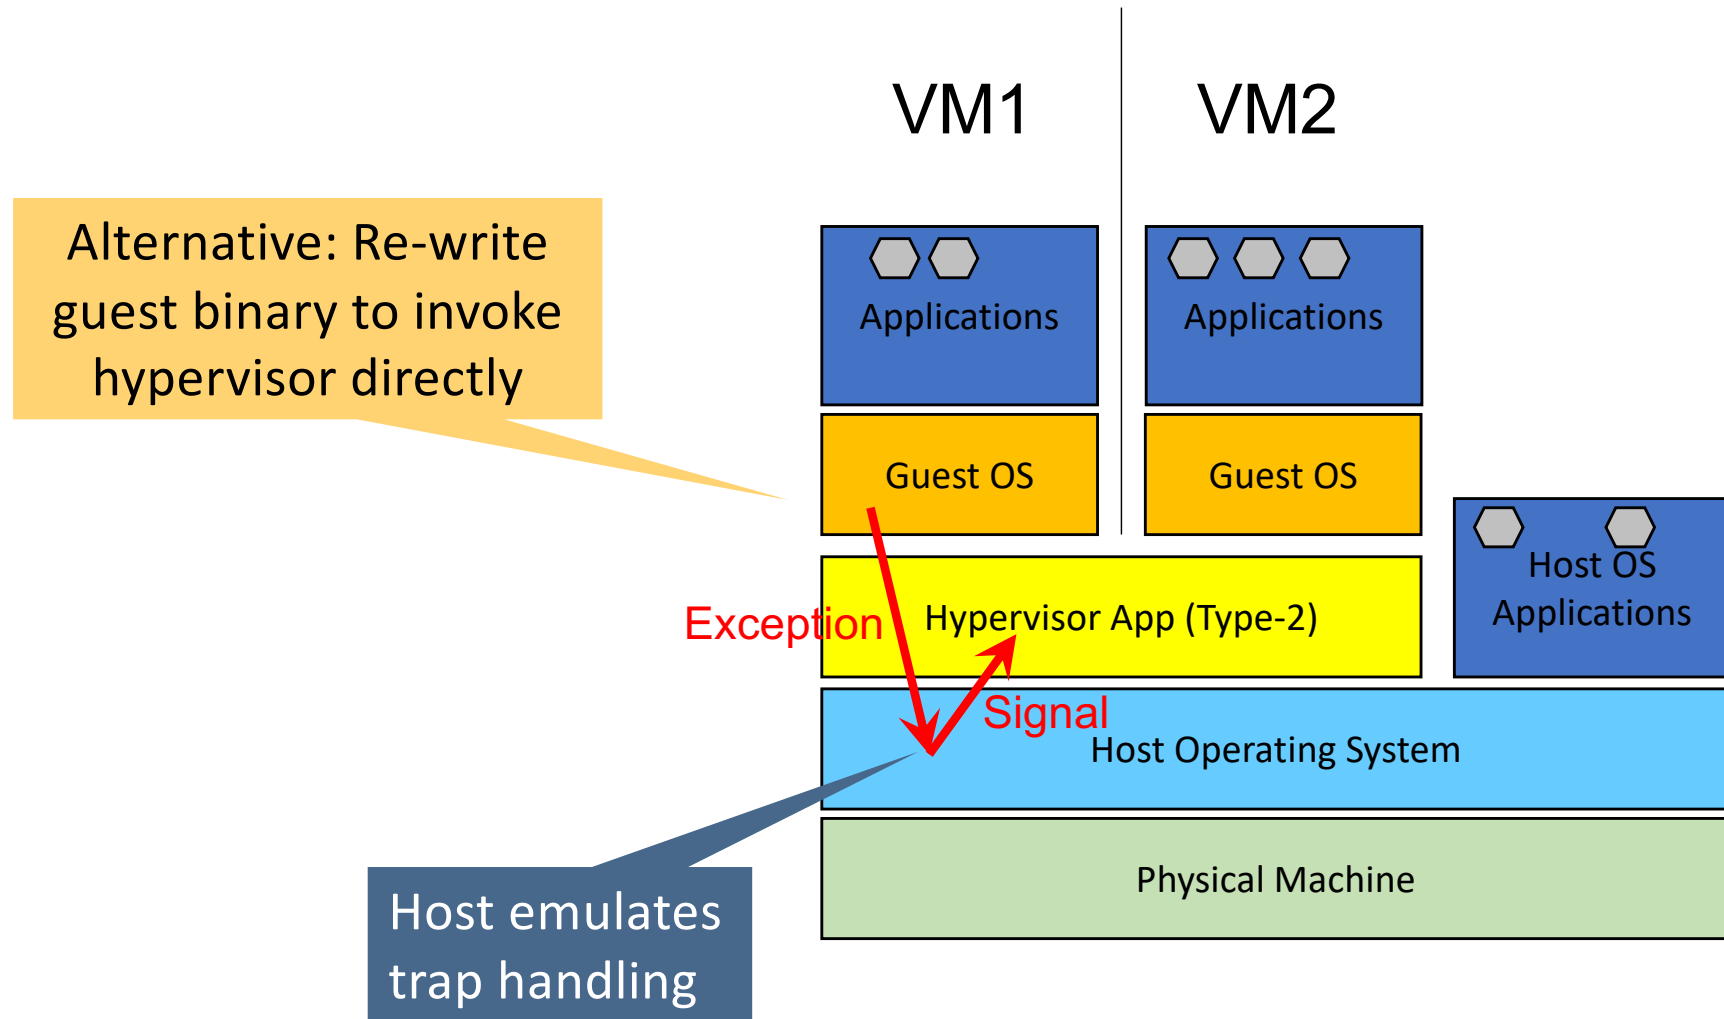 VM1
VM2
Alternative: Re-write
guest binary to invoke
hypervisor directly
Applications
Applications
Guest OS
Guest OS
Host OS
Applications
Exception
Hypervisor App (Type-2)
Signal
Host Operating System
Physical Machine
Host emulates
trap handling